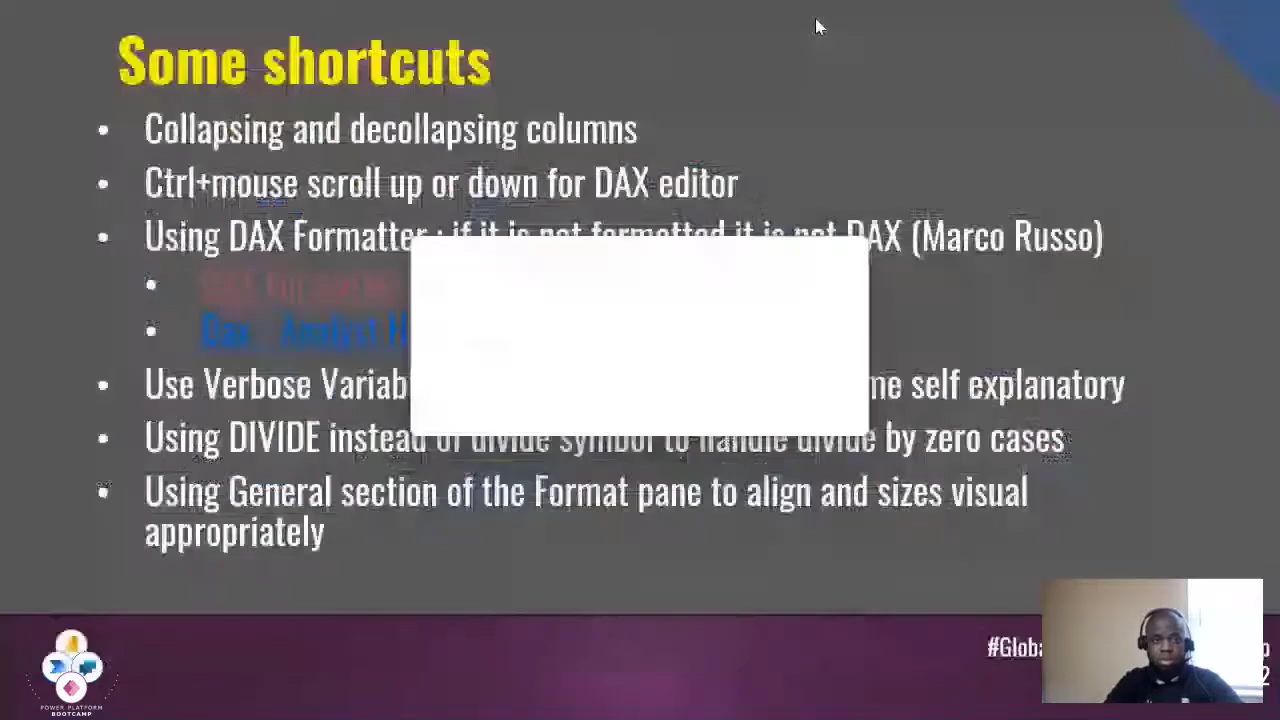 Some shortcuts
• Collapsing and decollapsing columns
• Ctrl+mouse scroll up or down for DAX editor
• Using DAX Formatter : if it is not formatted it is not DAX (Marco Russo)
• Dax Analyst
• Use Verbose me self explanatory
• Using DIVIDE instead of divide symbol to handle divide by zero cases
• Using General section of the Format pane to align and sizes visual
appropriately
POWER PLATFORM
BOOTCAMP